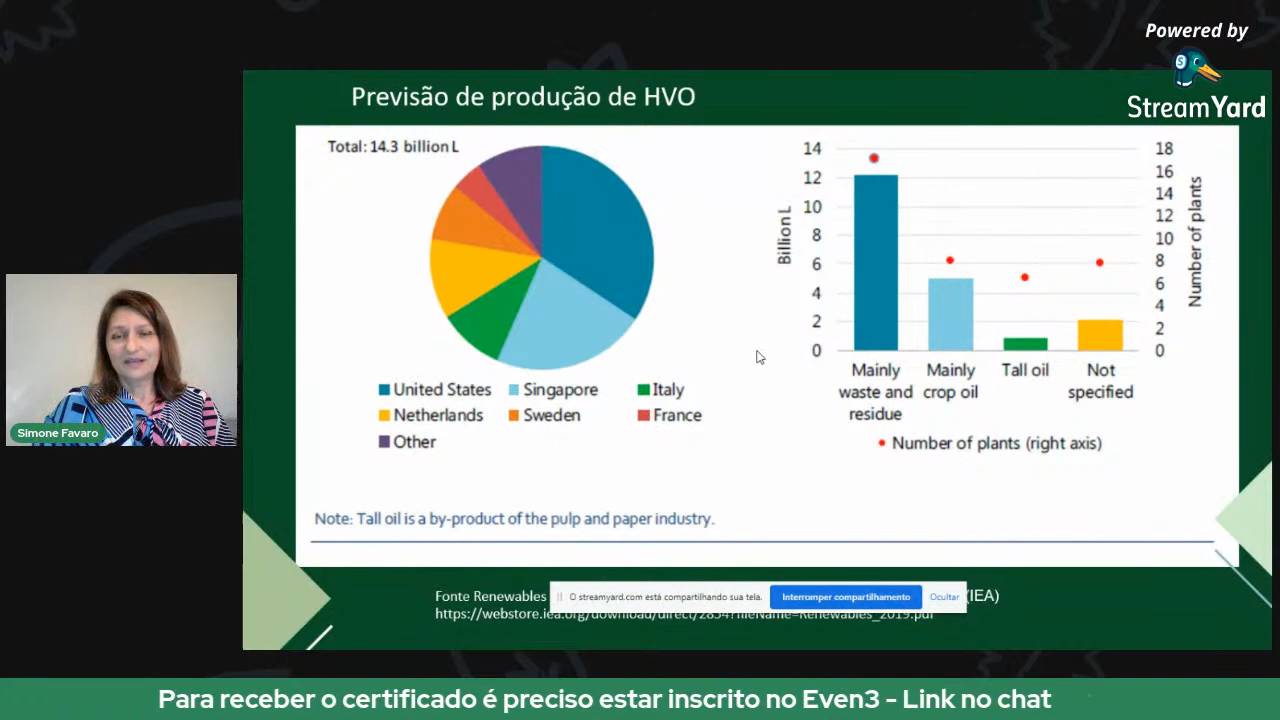 Powered by
StreamYard
Previsão de produção de HVO
Total: 14.3 billion L
United States
Singapore
Italy
Netherlands
Sweden
France
Other
14
12
10
8
6
4
2
0
Billion L
18
16
14
12
10
8
6
4
2
0
Number of plants
Mainly waste and residue
Mainly crop oil
Tall oil
Not specified
Number of plants (right axis)
Note: Tall oil is a by-product of the pulp and paper industry.
Simone Favaro
Fonte Renewables
(IEA)
O streamyard.com está compartilhando sua tela.
Interromper compartilhamento
Ocultar
https://webstore.iea.org/download/direct/2854?fileName=Renewables_2019.pdf
Para receber o certificado é preciso estar inscrito no Even3 - Link no chat